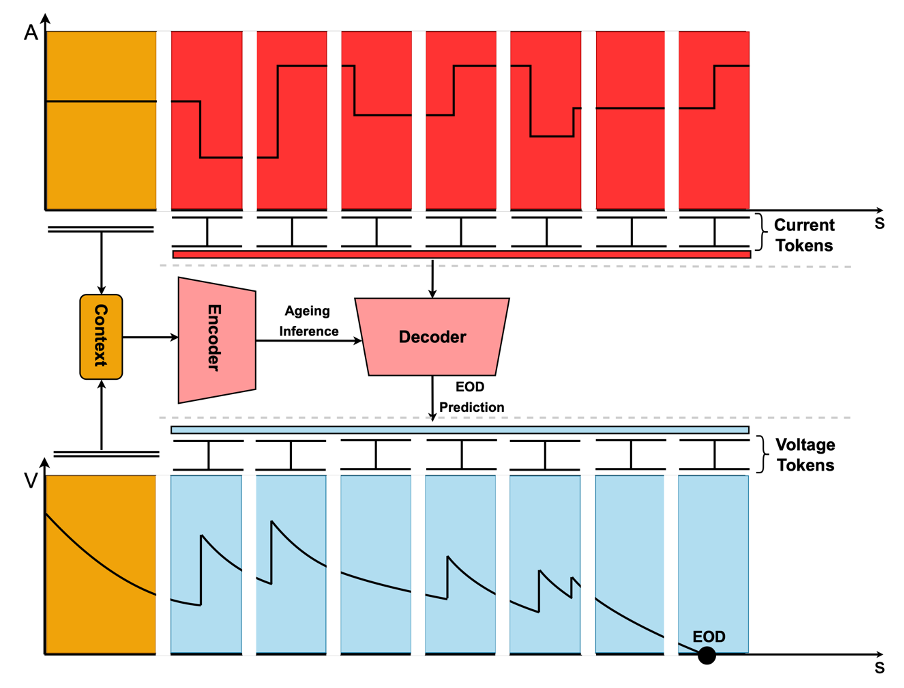 A
S
Current
Tokens
Context
Encoder
Ageing
Inference
Decoder
EOD
Prediction
Voltage
Tokens
V
EOD
S